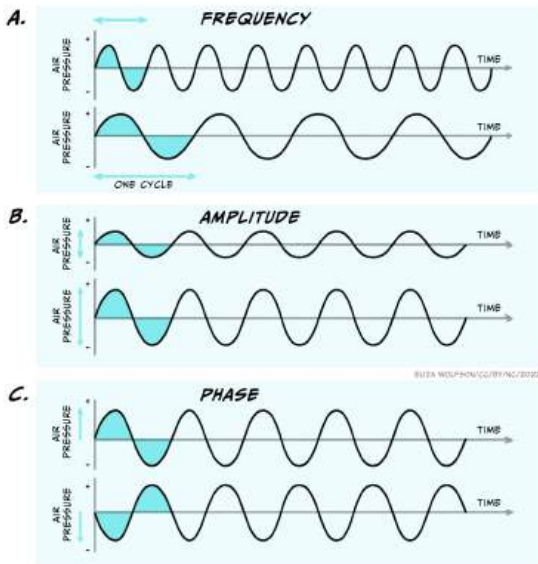 A.
FREQUENCY
+
AIR PRESSURE
-
TIME
+
AIR PRESSURE
-
TIME
ONE CYCLE
B.
AMPLITUDE
+
AIR PRESSURE
-
TIME
+
AIR PRESSURE
-
TIME
C.
PHASE
+
AIR PRESSURE
-
TIME
+
AIR PRESSURE
-
TIME